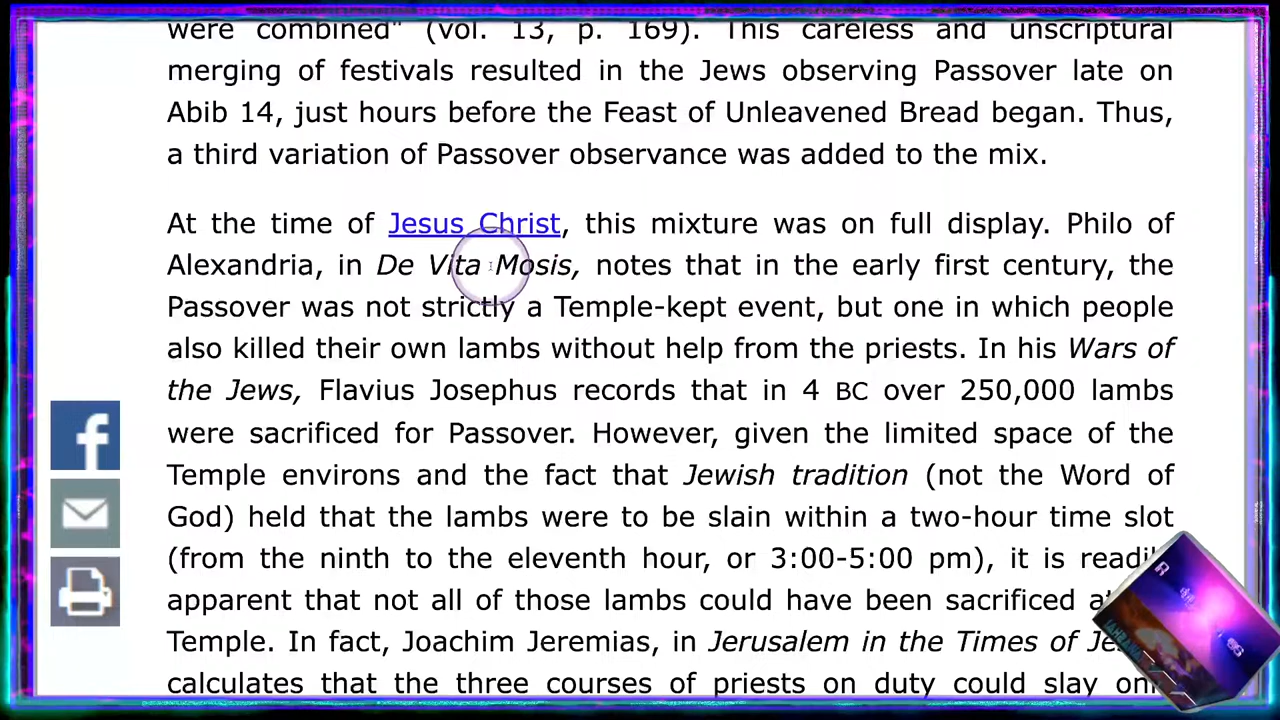 were combined" (vol. 13, p. 169). This careless and unscriptural
merging of festivals resulted in the Jews observing Passover late on
Abib 14, just hours before the Feast of Unleavened Bread began. Thus,
a third variation of Passover observance was added to the mix.
At the time of Jesus Christ, this mixture was on full display. Philo of
Alexandria, in De Vita Mosis, notes that in the early first century, the
Passover was not strictly a Temple-kept event, but one in which people
also killed their own lambs without help from the priests. In his Wars of
the Jews, Flavius Josephus records that in 4 BC over 250,000 lambs
were sacrificed for Passover. However, given the limited space of the
Temple environs and the fact that Jewish tradition (not the Word of
God) held that the lambs were to be slain within a two-hour time slot
(from the ninth to the eleventh hour, or 3:00-5:00 pm), it is
apparent that not all of those lambs could have been sacrificed
Temple. In fact, Joachim Jeremias, in Jerusalem in the Times of
calculates that the three courses of priests on duty could slay